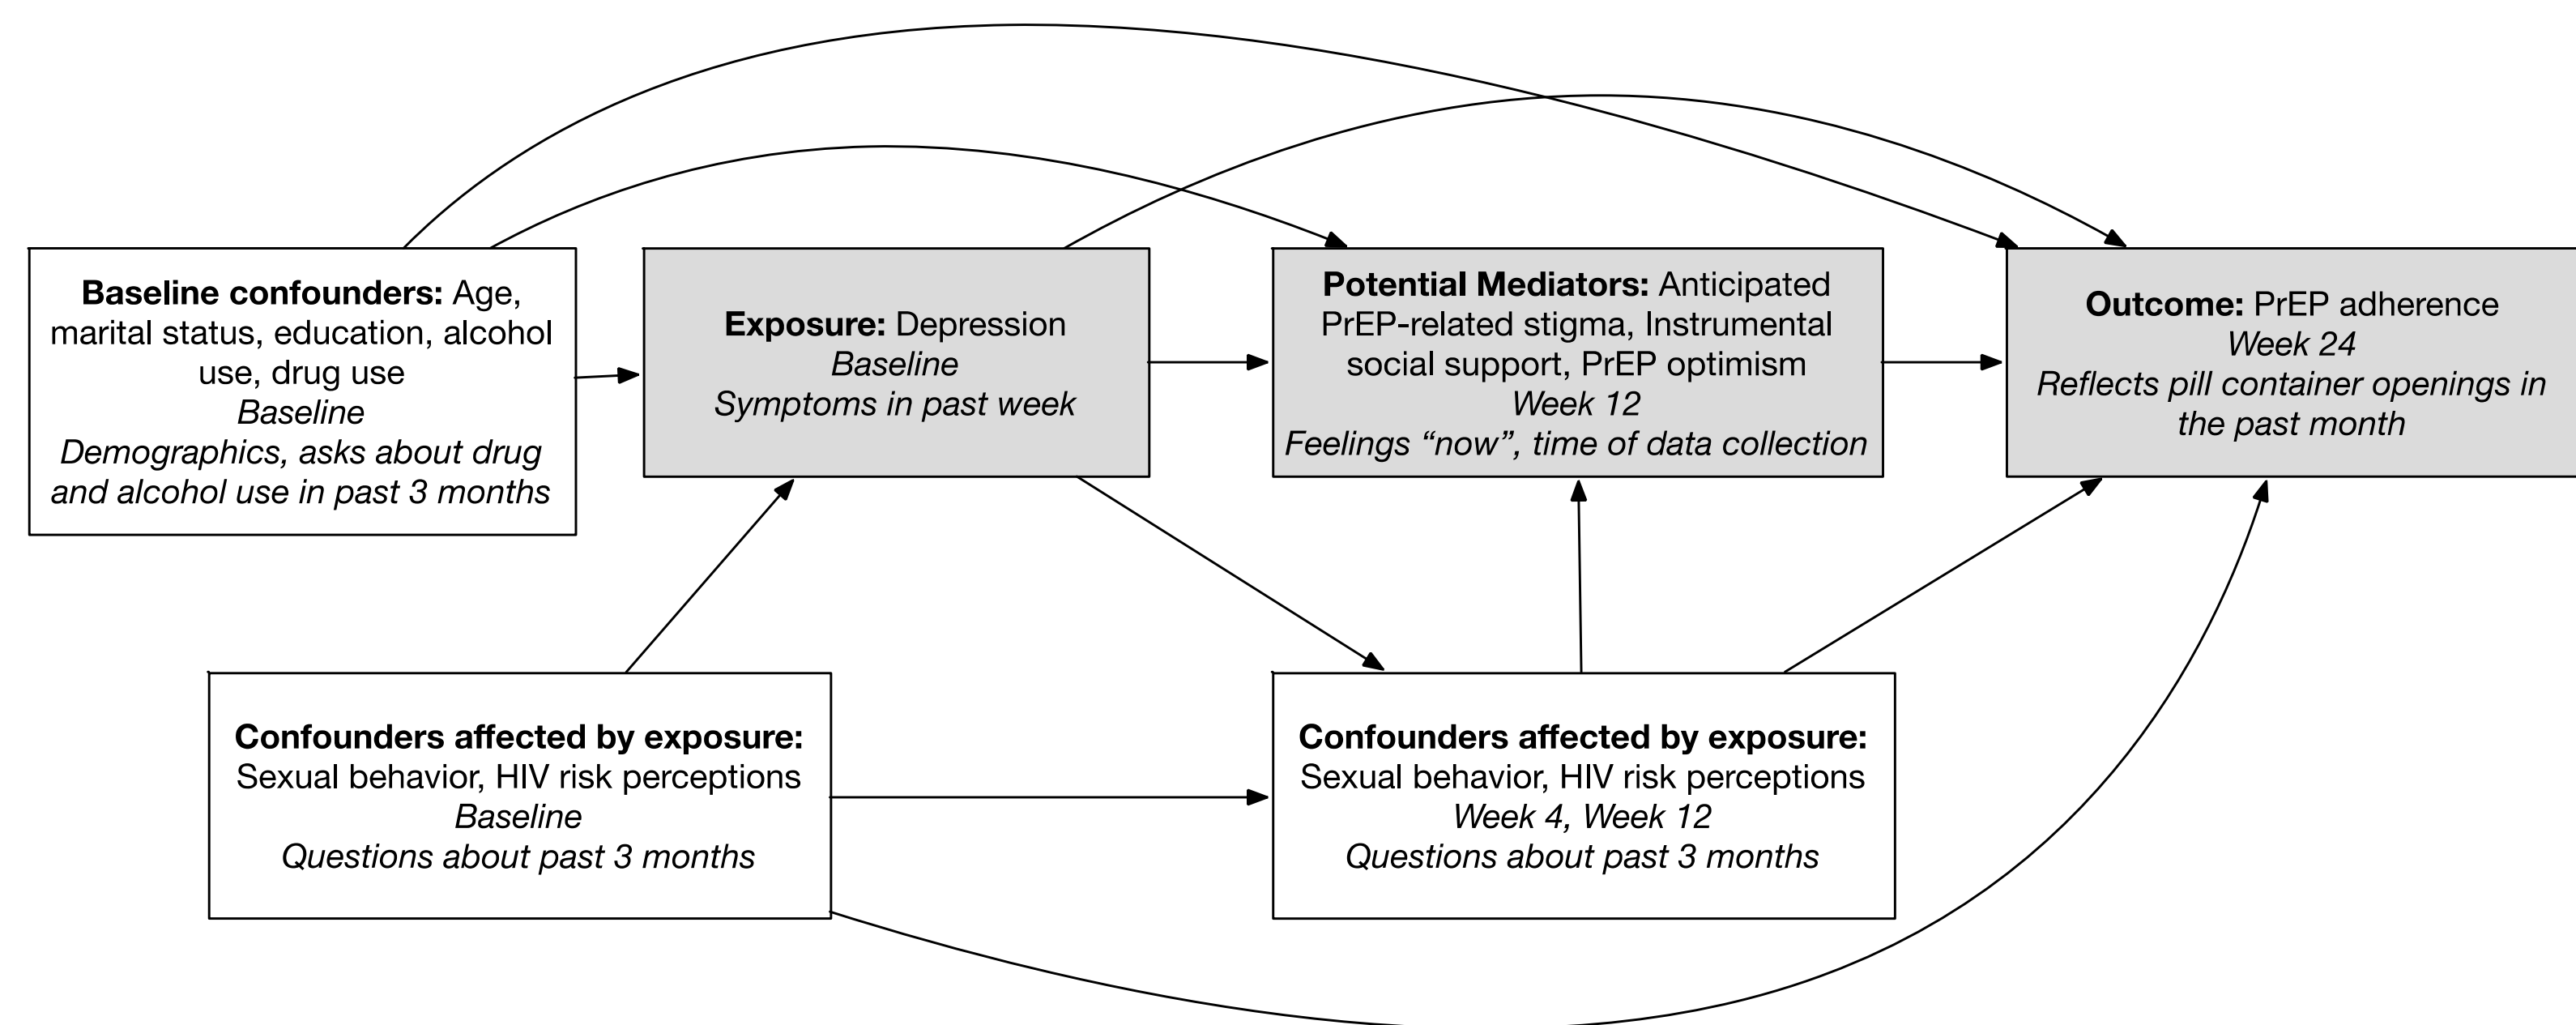 Baseline confounders: Age,
marital status, education, alcohol
use, drug use
Baseline
Demographics, asks about drug
and alcohol use in past 3 months
Exposure: Depression
Baseline
Symptoms in past week
Potential Mediators: Anticipated
PrEP-related stigma, Instrumental
social support, PrEP optimism
Week 12
Feelings “now”, time of data collection
Outcome: PrEP adherence
Week 24
Reflects pill container openings in
the past month
Confounders affected by exposure:
Sexual behavior, HIV risk perceptions
Baseline
Questions about past 3 months
Confounders affected by exposure:
Sexual behavior, HIV risk perceptions
Week 4, Week 12
Questions about past 3 months